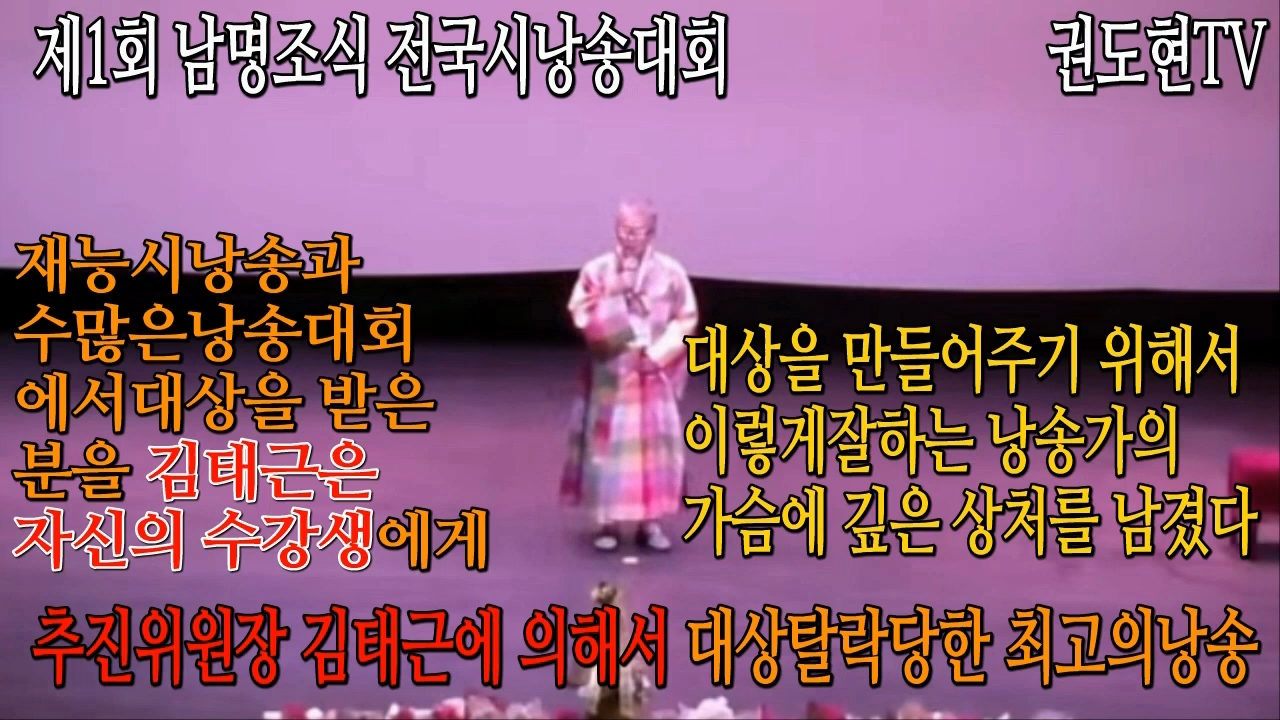 제1회 남명조식 전국시낭송대회
권도현TV
재능시낭송과
수많은낭송대회
에서대상을 받은
분을 김태근은
자신의 수강생에게
대상을 만들어주기 위해서
이렇게잘하는 낭송가의
가슴에 깊은 상처를 남겼다
추진위원장 김태근에 의해서 대상탈락당한 최고의낭송